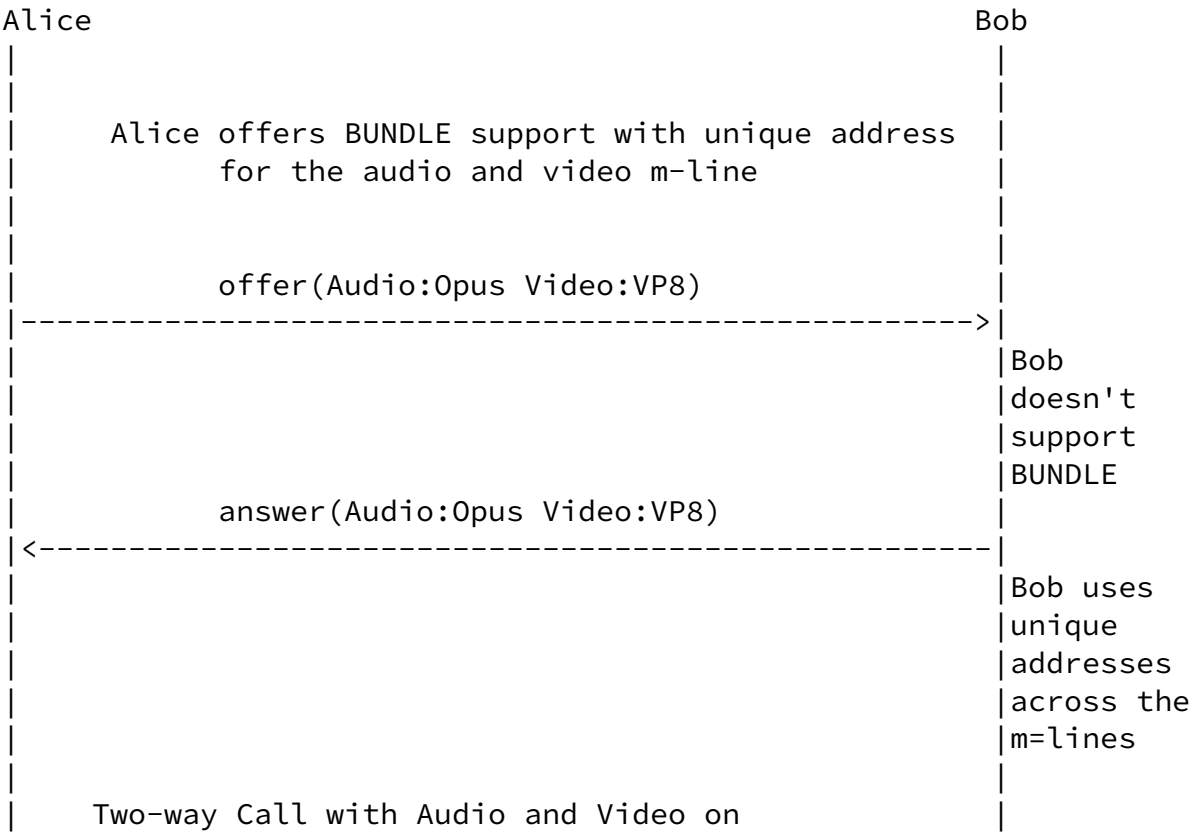 Alice Bob
| |
| |
| |
| Alice offers BUNDLE support with unique address |
| for the audio and video m-line |
| |
| |
| offer(Audio:Opus Video:VP8) |
|----------------------------------------------------->|
| |Bob
| |doesn't
| |support
| |BUNDLE
| answer(Audio:Opus Video:VP8) |
|<-----------------------------------------------------|
| |Bob uses
| |unique
| |addresses
| |across the
| |m=lines
| |
| Two-way Call with Audio and Video on |